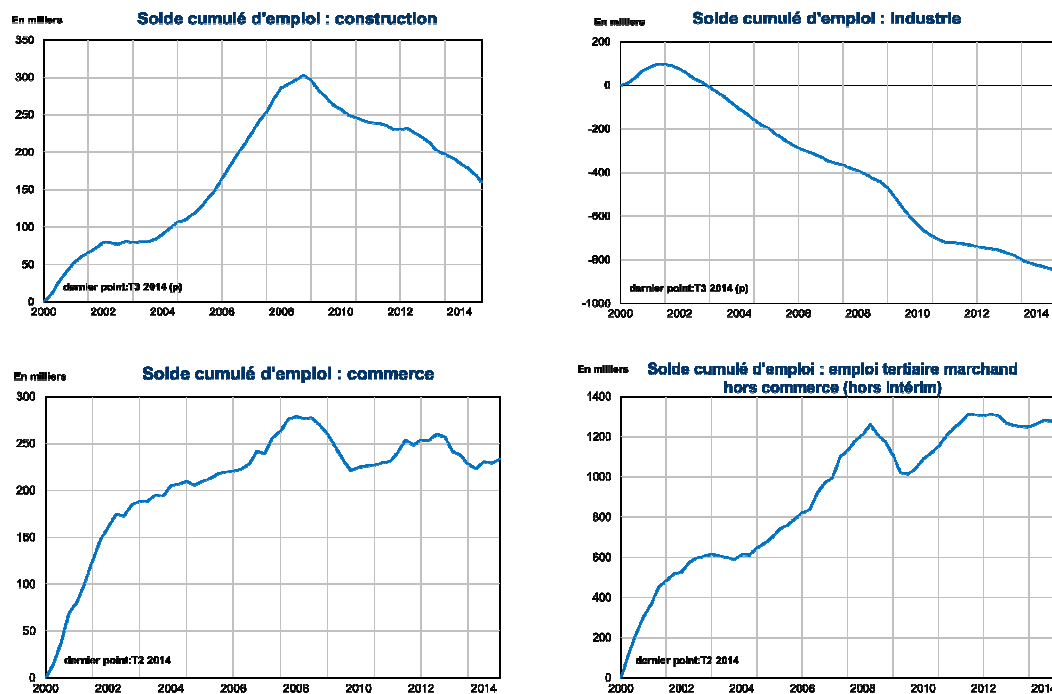 En milliers
Solde cumulé d'emploi : construction
350
300
250
200
150
100
50
0
dernier point:T3 2014 (p)
2000 2002 2004 2006 2008 2010 2012 2014
En milliers
Solde cumulé d'emploi : industrie
200
0
-200
-400
-600
-800
-1000
dernier point:T3 2014 (p)
2000 2002 2004 2006 2008 2010 2012 2014
En milliers
Solde cumulé d'emploi : commerce
300
250
200
150
100
50
0
dernier point:T2 2014
2000 2002 2004 2006 2008 2010 2012 2014
En milliers
Solde cumulé d'emploi : emploi tertiaire marchand
hors commerce (hors intérim)
1400
1200
1000
800
600
400
200
0
dernier point:T2 2014
2000 2002 2004 2006 2008 2010 2012 2014